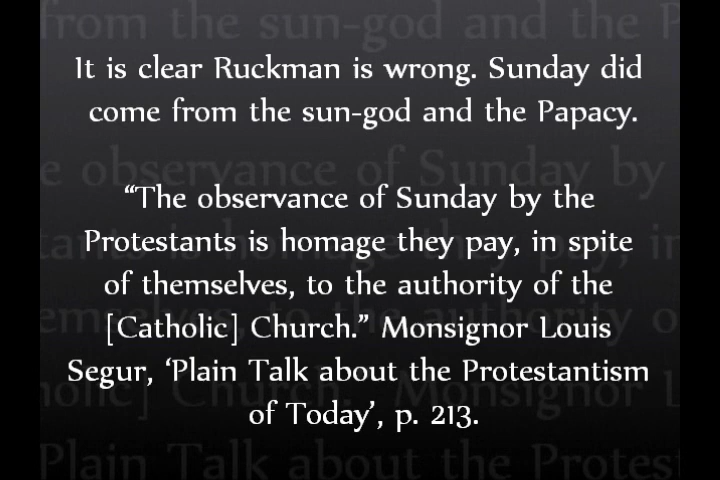 It is clear Ruckman is wrong. Sunday did
come from the sun-god and the Papacy.
“The observance of Sunday by the
Protestants is homage they pay, in spite
of themselves, to the authority of the
[Catholic] Church.” Monsignor Louis
Segur, ‘Plain Talk about the Protestantism
of Today’, p. 213.